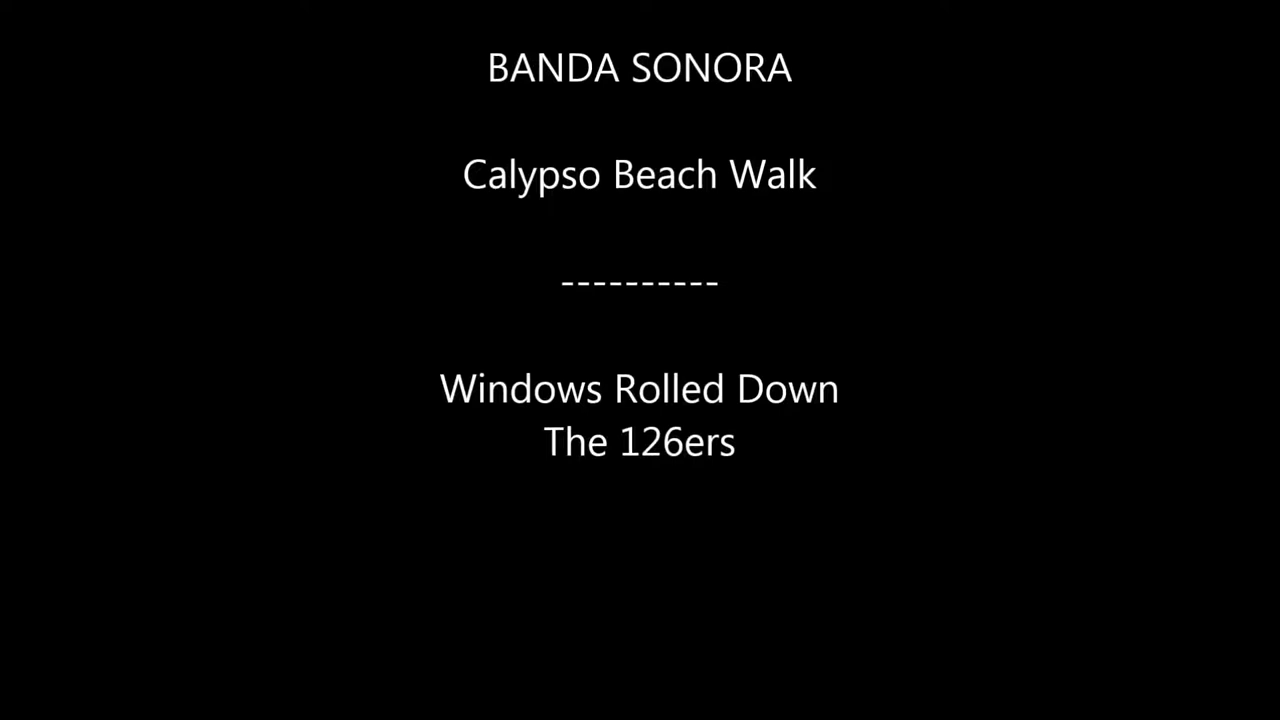 BANDA SONORA
Calypso Beach Walk
----------
Windows Rolled Down
The 126ers